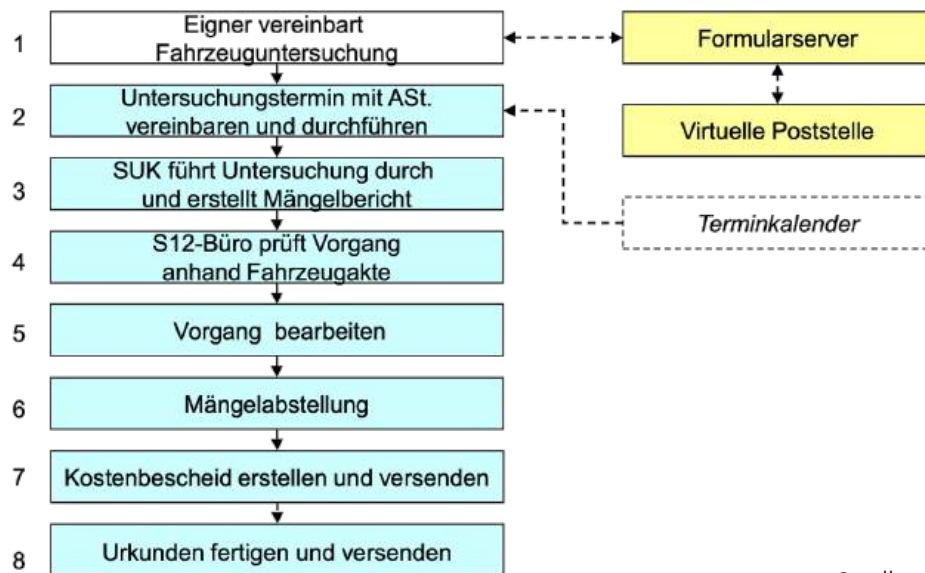 1
Eigner vereinbart
Fahrzeuguntersuchung
Formularserver
2
Untersuchungstermin mit ASt.
vereinbaren und durchführen
Virtuelle Poststelle
3
SUK führt Untersuchung durch
und erstellt Mängelbericht
Terminkalender
4
S12-Büro prüft Vorgang
anhand Fahrzeugakte
5
Vorgang bearbeiten
6
Mängelabstellung
7
Kostenbescheid erstellen und versenden
8
Urkunden fertigen und versenden